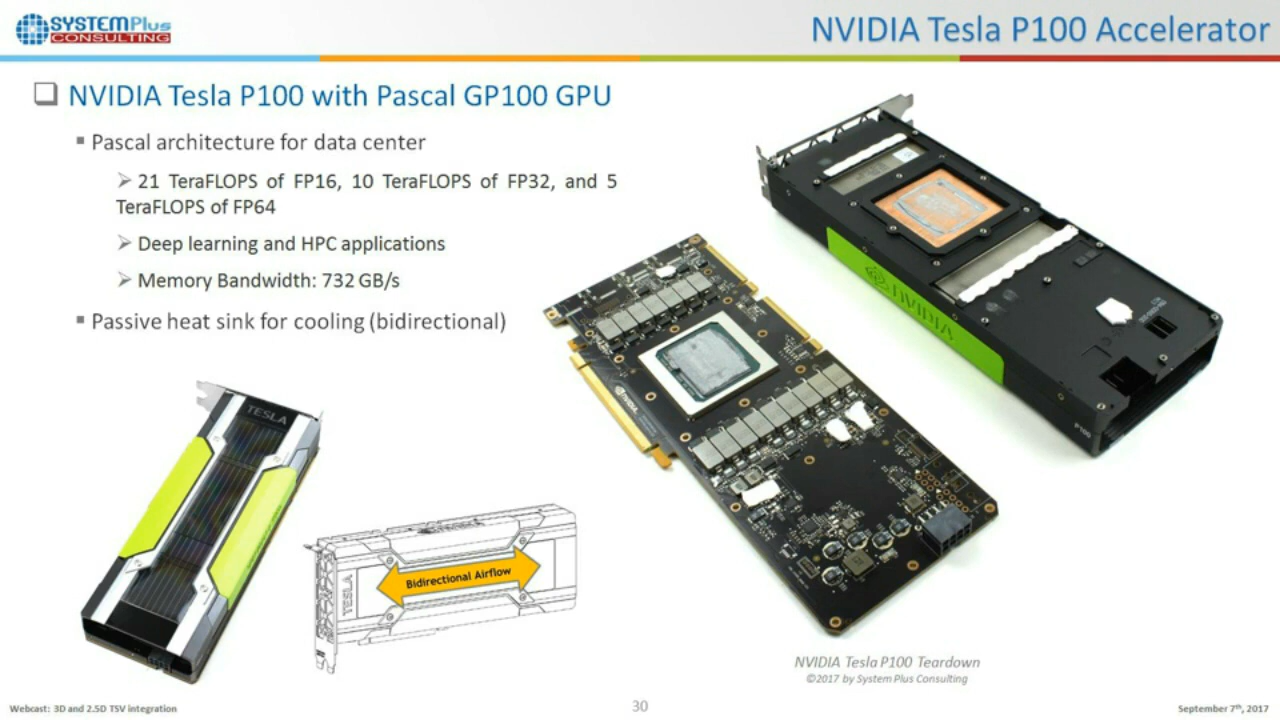 SYSTEMPlus
CONSULTING
NVIDIA Tesla P100 Accelerator
NVIDIA Tesla P100 with Pascal GP100 GPU
Pascal architecture for data center
21 TeraFLOPS of FP16, 10 TeraFLOPS of FP32, and 5
TeraFLOPS of FP64
Deep learning and HPC applications
Memory Bandwidth: 732 GB/s
Passive heat sink for cooling (bidirectional)
NVIDIA
P100
NVIDIA
TESLA
TESLA
Bidirectional Airflow
NVIDIA Tesla P100 Teardown
©2017 by System Plus Consulting
Webcast: 3D and 2.5D TSV integration
30
September 7th, 2017